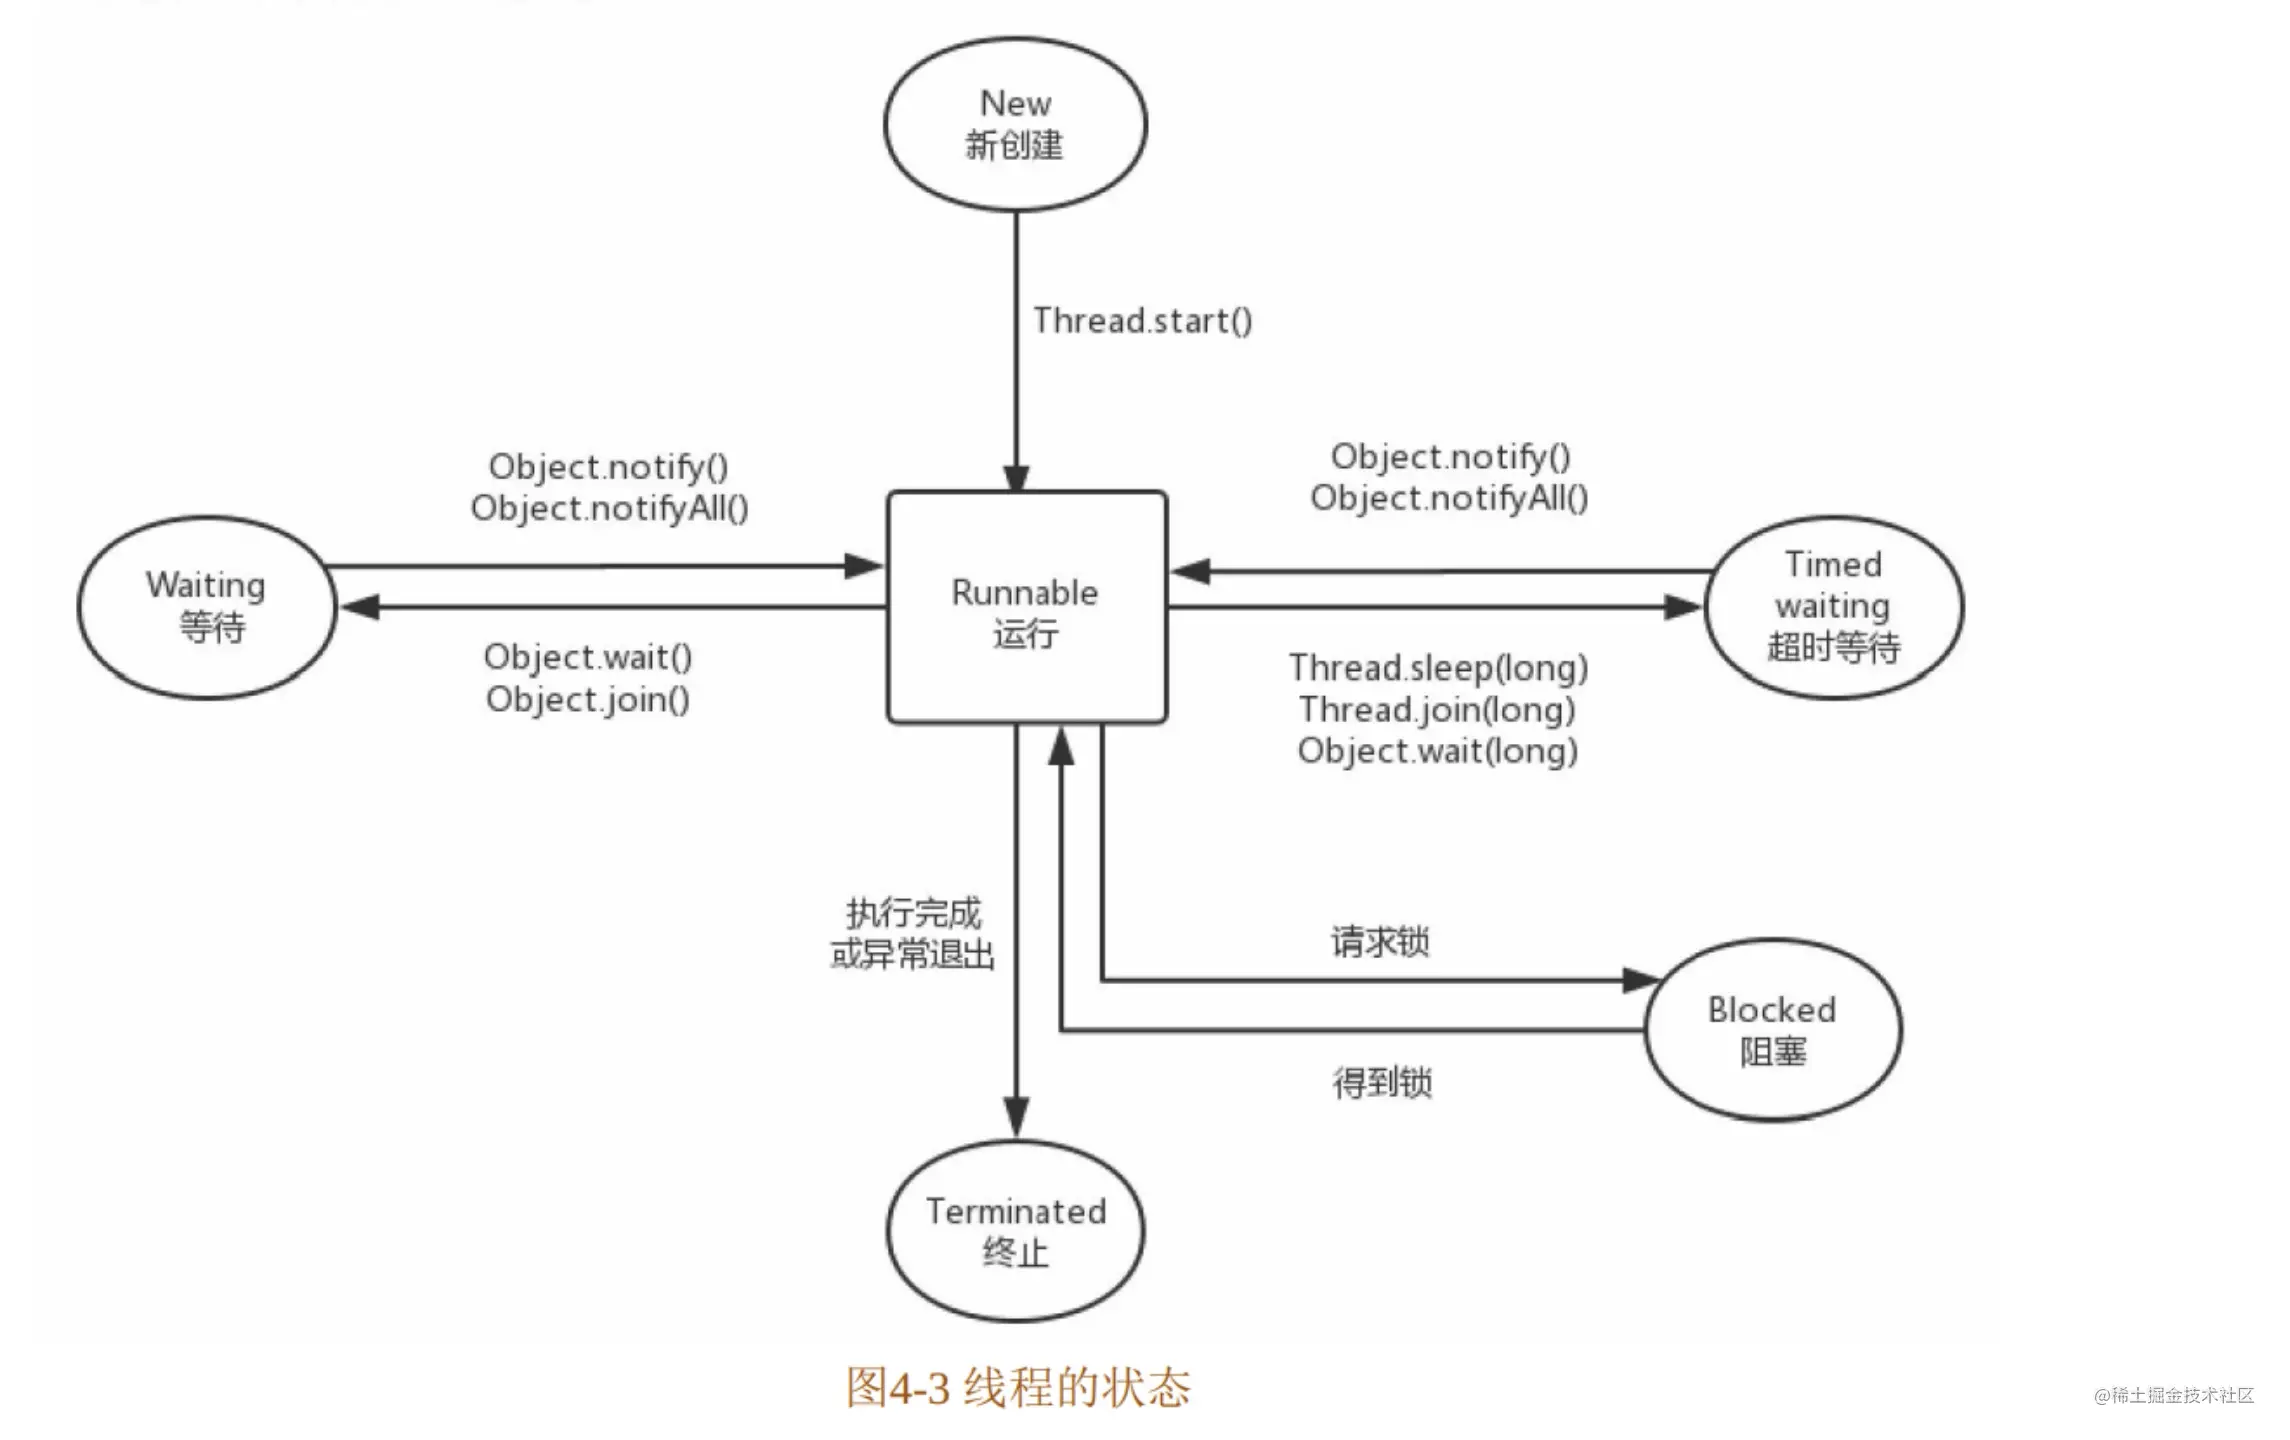 New
新创建
Thread.start()
Object.notify()
Object.notifyAll()
Object.notify()
Object.notifyAll()
Waiting
等待
Runnable
运行
Timed
waiting
超时等待
Object.wait()
Object.join()
Thread.sleep(long)
Thread.join(long)
Object.wait(long)
执行完成
或异常退出
请求锁
Blocked
阻塞
得到锁
Terminated
终止
图4-3 线程的状态
@稀土掘金技术社区